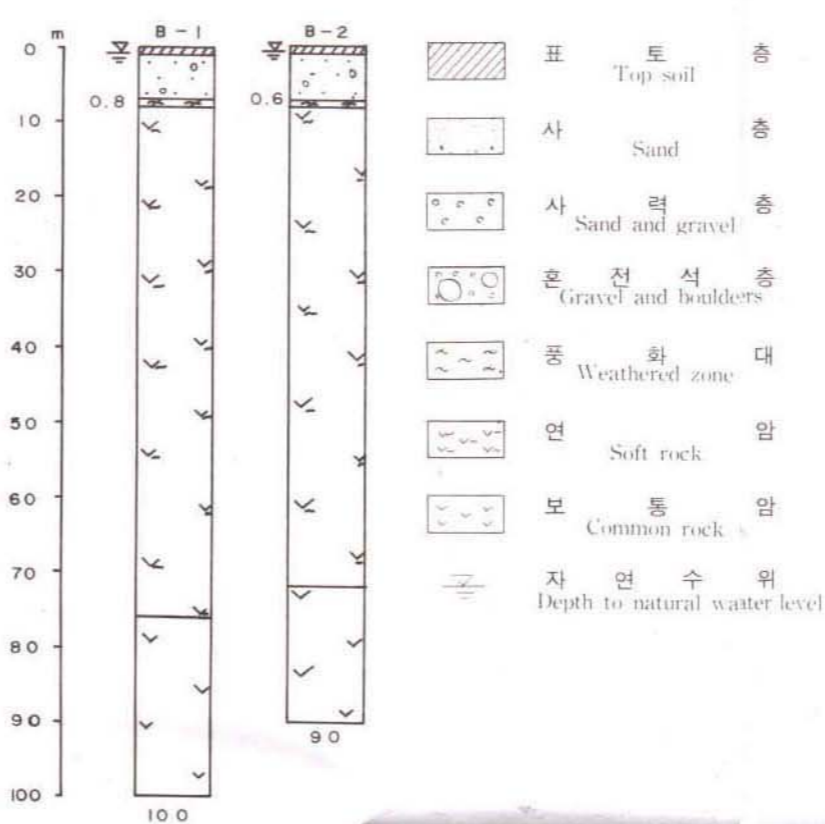 m
B-1
B-2
0
0.8
0.6
10
20
30
40
50
60
70
80
90
100
100
90
표 토 층
Top soil
사 층
Sand
사 력 층
Sand and gravel
혼 전 석 층
Gravel and boulders
풍 화 대
Weathered zone
연 암
Soft rock
보 통 암
Common rock
자 연 수 위
Depth to natural waater level